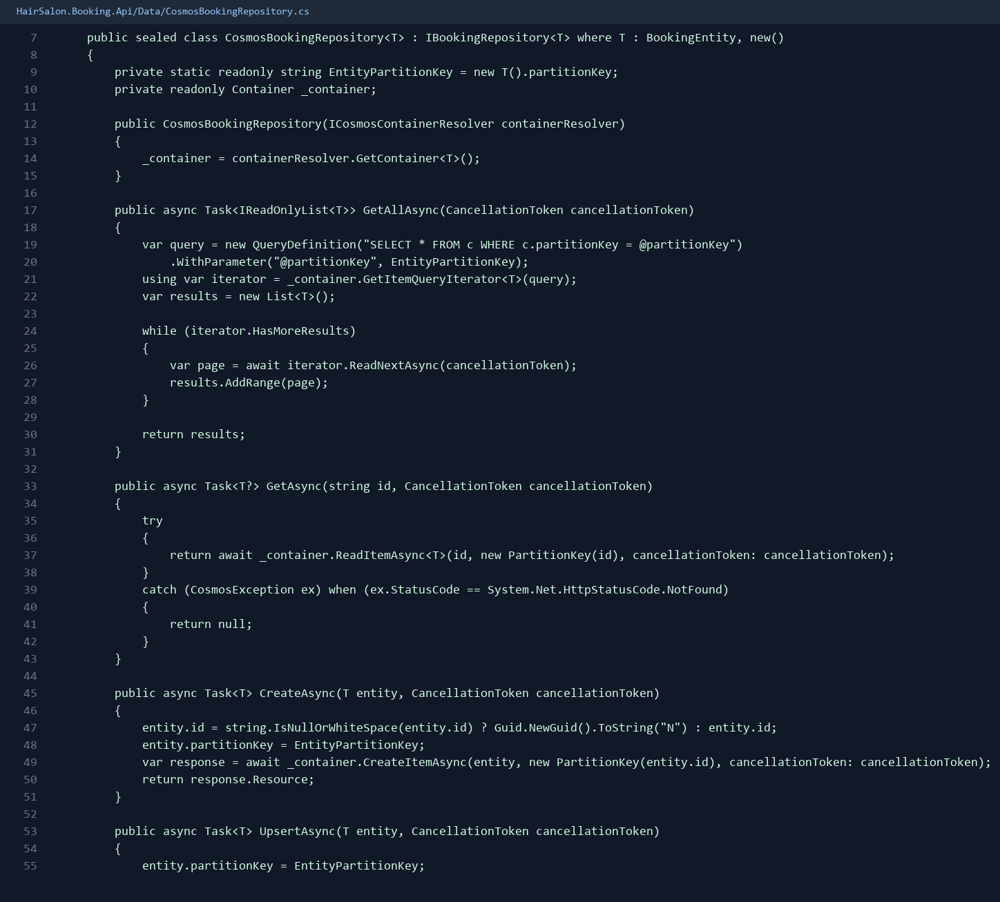 HairSalon.Booking.Api/Data/CosmosBookingRepository.cs
7 public sealed class CosmosBookingRepository<T> : IBookingRepository<T> where T : BookingEntity, new()
8 {
9 private static readonly string EntityPartitionKey = new T().partitionKey;
10 private readonly Container _container;
11
12 public CosmosBookingRepository(ICosmosContainerResolver containerResolver)
13 {
14 _container = containerResolver.GetContainer<T>();
15 }
16
17 public async Task<IReadOnlyList<T>> GetAllAsync(CancellationToken cancellationToken)
18 {
19 var query = new QueryDefinition("SELECT * FROM c WHERE c.partitionKey = @partitionKey")
20 .WithParameter("@partitionKey", EntityPartitionKey);
21 using var iterator = _container.GetItemQueryIterator<T>(query);
22 var results = new List<T>();
23
24 while (iterator.HasMoreResults)
25 {
26 var page = await iterator.ReadNextAsync(cancellationToken);
27 results.AddRange(page);
28 }
29
30 return results;
31 }
32
33 public async Task<T?> GetAsync(string id, CancellationToken cancellationToken)
34 {
35 try
36 {
37 return await _container.ReadItemAsync<T>(id, new PartitionKey(id), cancellationToken: cancellationToken);
38 }
39 catch (CosmosException ex) when (ex.StatusCode == System.Net.HttpStatusCode.NotFound)
40 {
41 return null;
42 }
43 }
44
45 public async Task<T> CreateAsync(T entity, CancellationToken cancellationToken)
46 {
47 entity.id = string.IsNullOrWhiteSpace(entity.id) ? Guid.NewGuid().ToString("N") : entity.id;
48 entity.partitionKey = EntityPartitionKey;
49 var response = await _container.CreateItemAsync(entity, new PartitionKey(entity.id), cancellationToken: cancellationToken);
50 return response.Resource;
51 }
52
53 public async Task<T> UpsertAsync(T entity, CancellationToken cancellationToken)
54 {
55 entity.partitionKey = EntityPartitionKey;